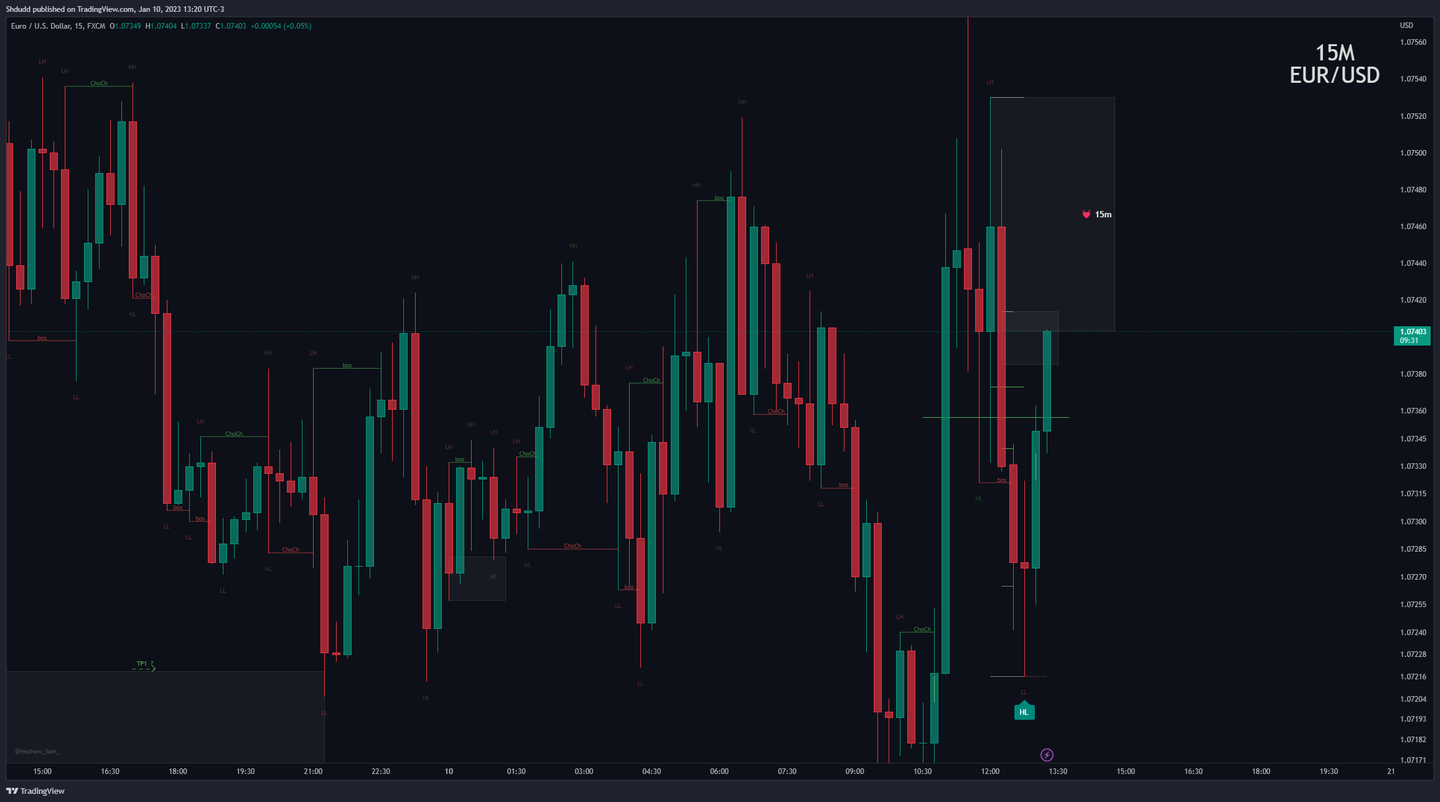 Shdudd published on TradingView.com, Jan 10, 2023 13:20 UTC-3
Euro / U.S. Dollar, 15, FXCM O1.07349 H1.07404 L1.07337 C1.07403 +0.00054 (+0.05%)
USD
15M
EUR/USD
1.07560
1.07540
1.07520
1.07500
1.07480
1.07460
1.07440
1.07420
1.07403
09:31
1.07380
1.07360
1.07345
1.07330
1.07315
1.07300
1.07285
1.07270
1.07255
1.07240
1.07228
1.07216
1.07204
1.07193
1.07182
1.07171
LH
LH
ChoCh
HH
ChoCh
HL
bos
LL
LL
LH
ChoCh
HH
LH
bos
HH
bos
LL
bos
LL
LL
ChoCh
HL
LL
TP1 ?
HL
LH
bos
HH
LH
HL
LH
ChoCh
HL
HH
ChoCh
LH
ChoCh
bos
LL
LL
HH
bos
HH
HL
HL
ChoCh
LH
bos
LL
LH
ChoCh
LH
15m
HL
bos
LL
HL
@Nephew_Sam_
15:00 16:30 18:00 19:30 21:00 22:30 10 01:30 03:00 04:30 06:00 07:30 09:00 10:30 12:00 13:30 15:00 16:30 18:00 19:30 21
TradingView